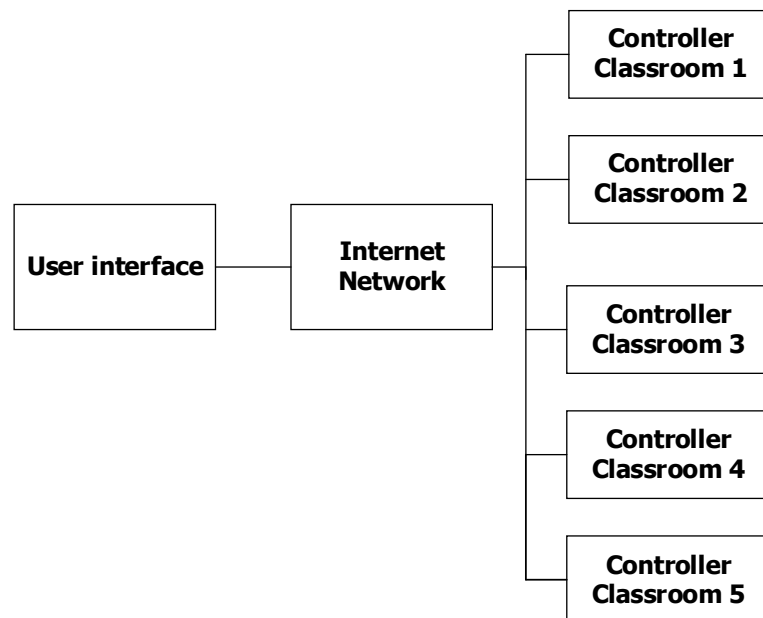 Controller
Classroom 1
Controller
Classroom 2
User interface
Internet
Network
Controller
Classroom 3
Controller
Classroom 4
Controller
Classroom 5